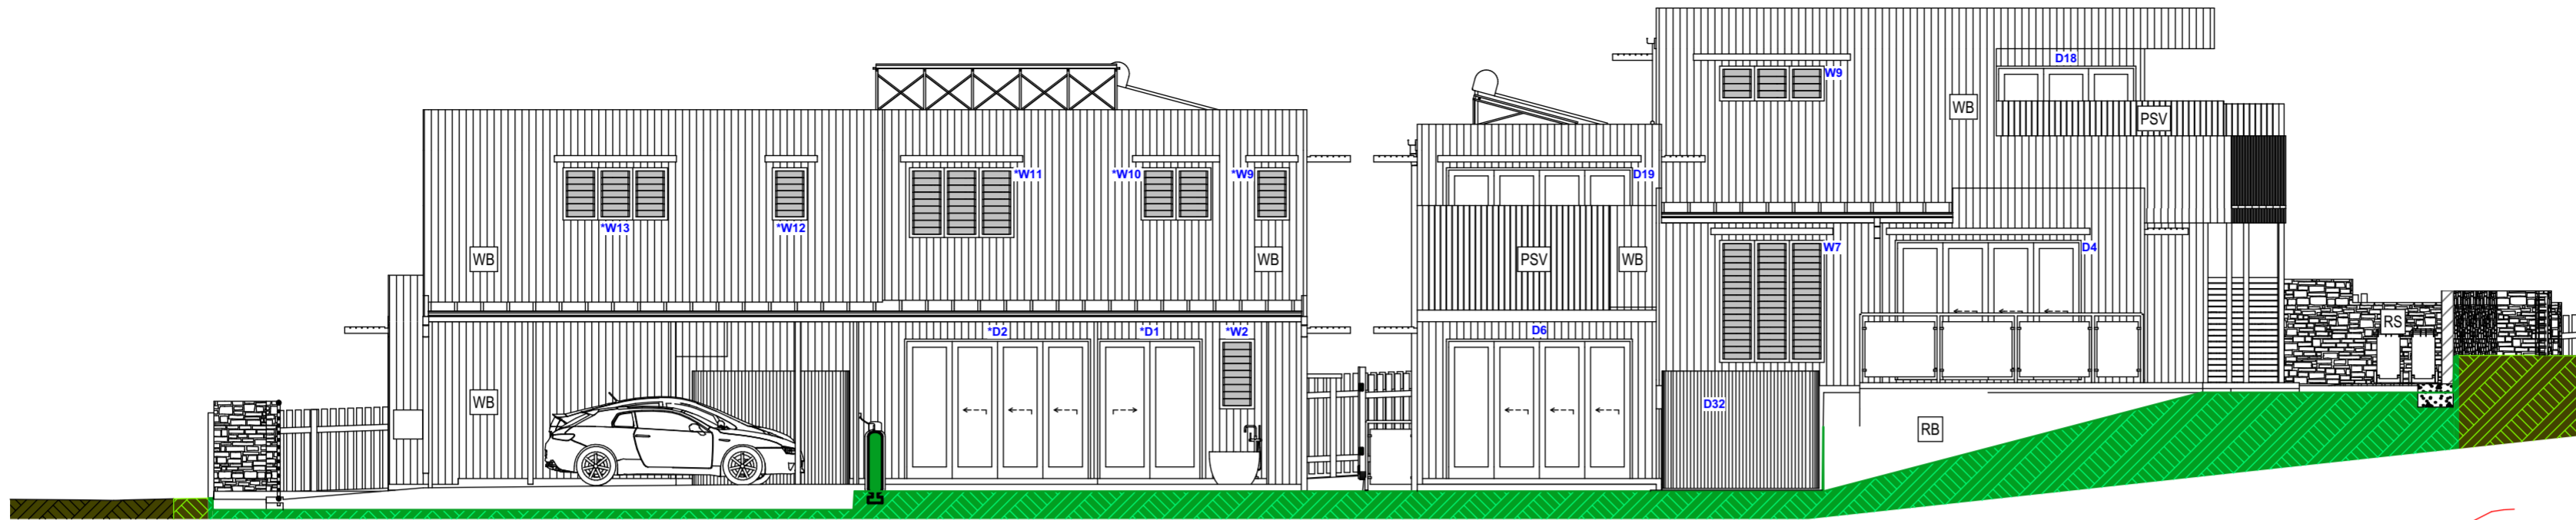 D18
W9
WB
PSV
*W11
*W10
*W9
D19
*W13
*W12
W7
D4
WB
WB
PSV
WB
*D2
*D1
*W2
D6
RS
WB
D32
RB